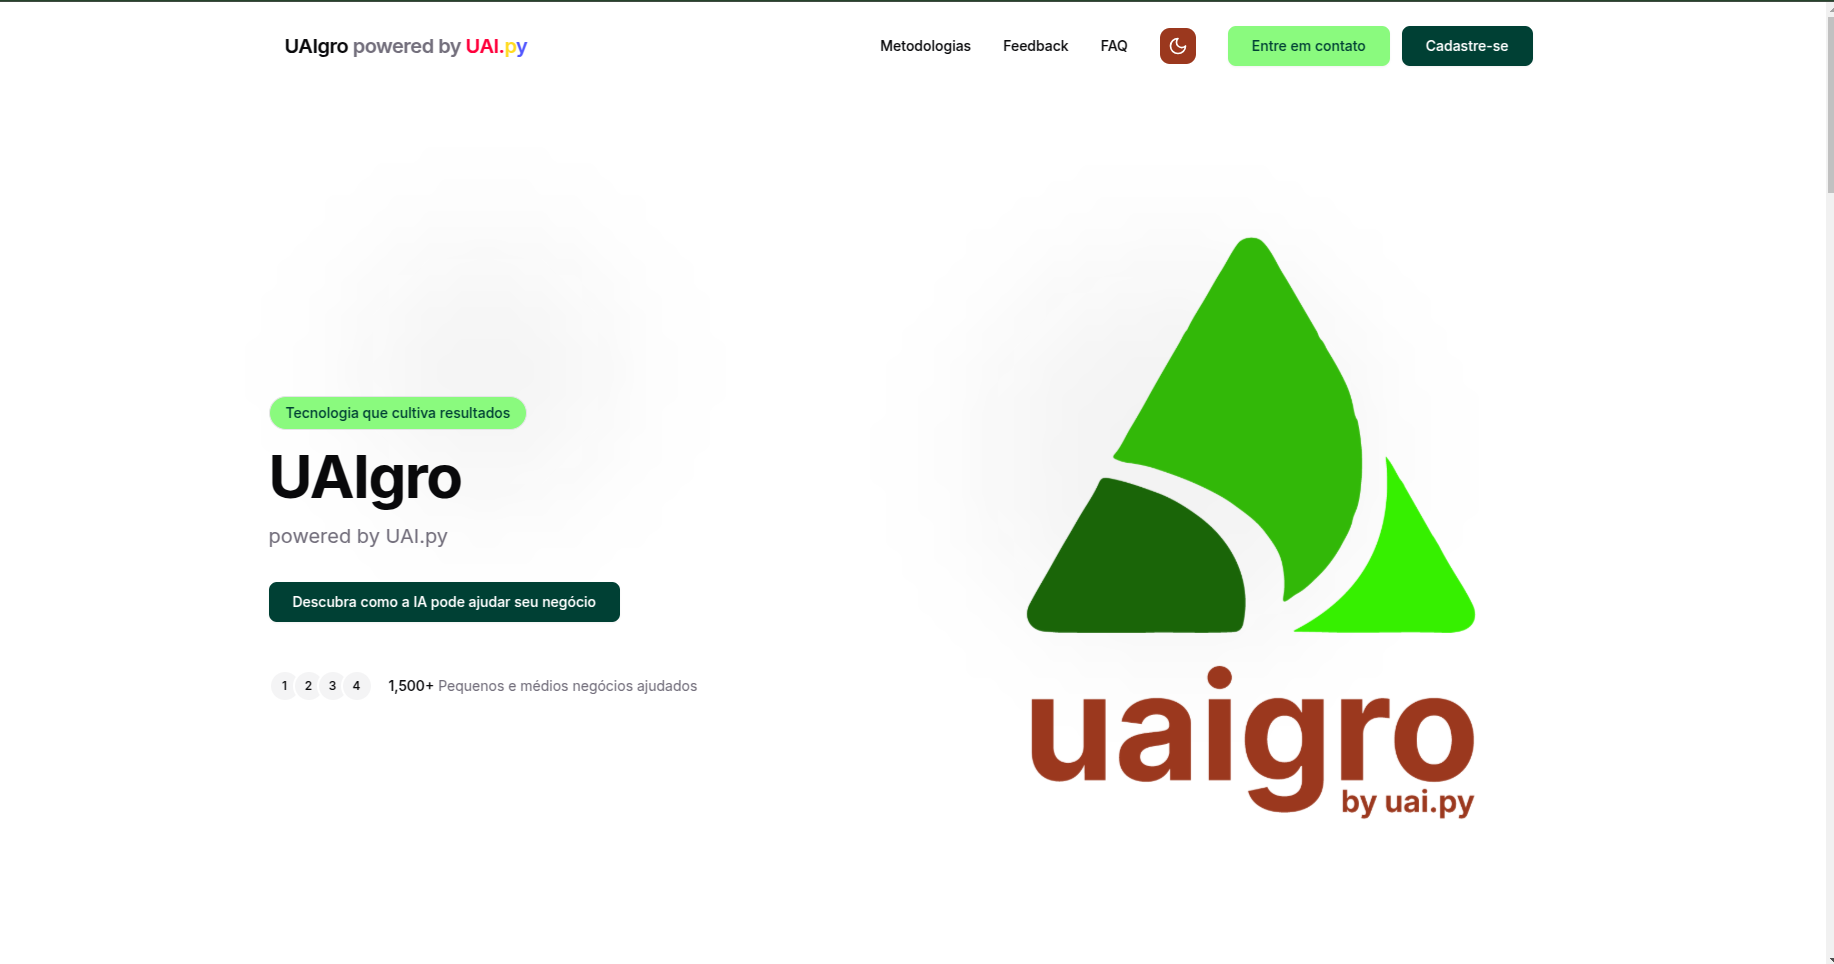 UAIgro powered by UAI.py
Metodologias
Feedback
FAQ
Entre em contato
Cadastre-se
Tecnologia que cultiva resultados
UAIgro
powered by UAI.py
Descubra como a IA pode ajudar seu negócio
1 2 3 4 1,500+ Pequenos e médios negócios ajudados
uaigro
by uai.py